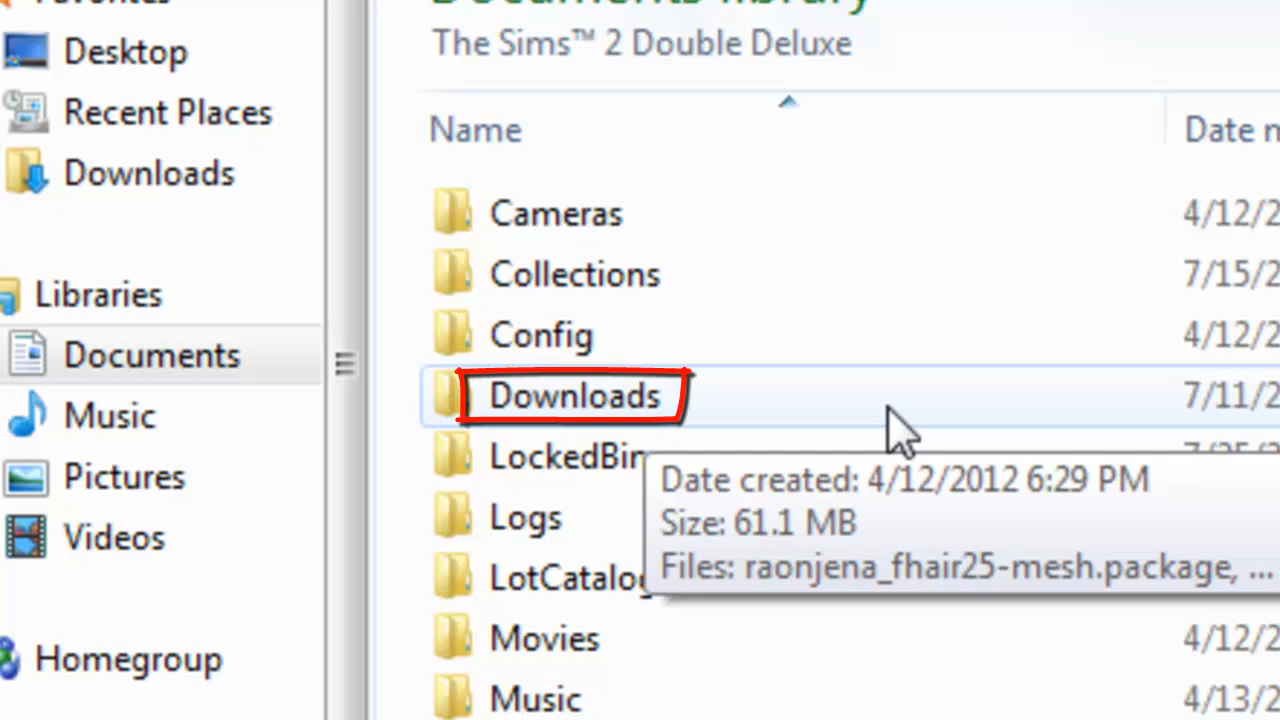 Documents library
The Sims™ 2 Double Deluxe
Desktop
Recent Places
Downloads
Libraries
Documents
Music
Pictures
Videos
Homegroup
Name
Date
Cameras 4/12/2
Collections 7/15/2
Config 4/12/2
Downloads 7/11/2
LockedBin
Logs
LotCatalog
Movies 4/12/2
Music 4/13/2
Date created: 4/12/2012 6:29 PM
Size: 61.1 MB
Files: raonjena_fhair25-mesh.package, ...